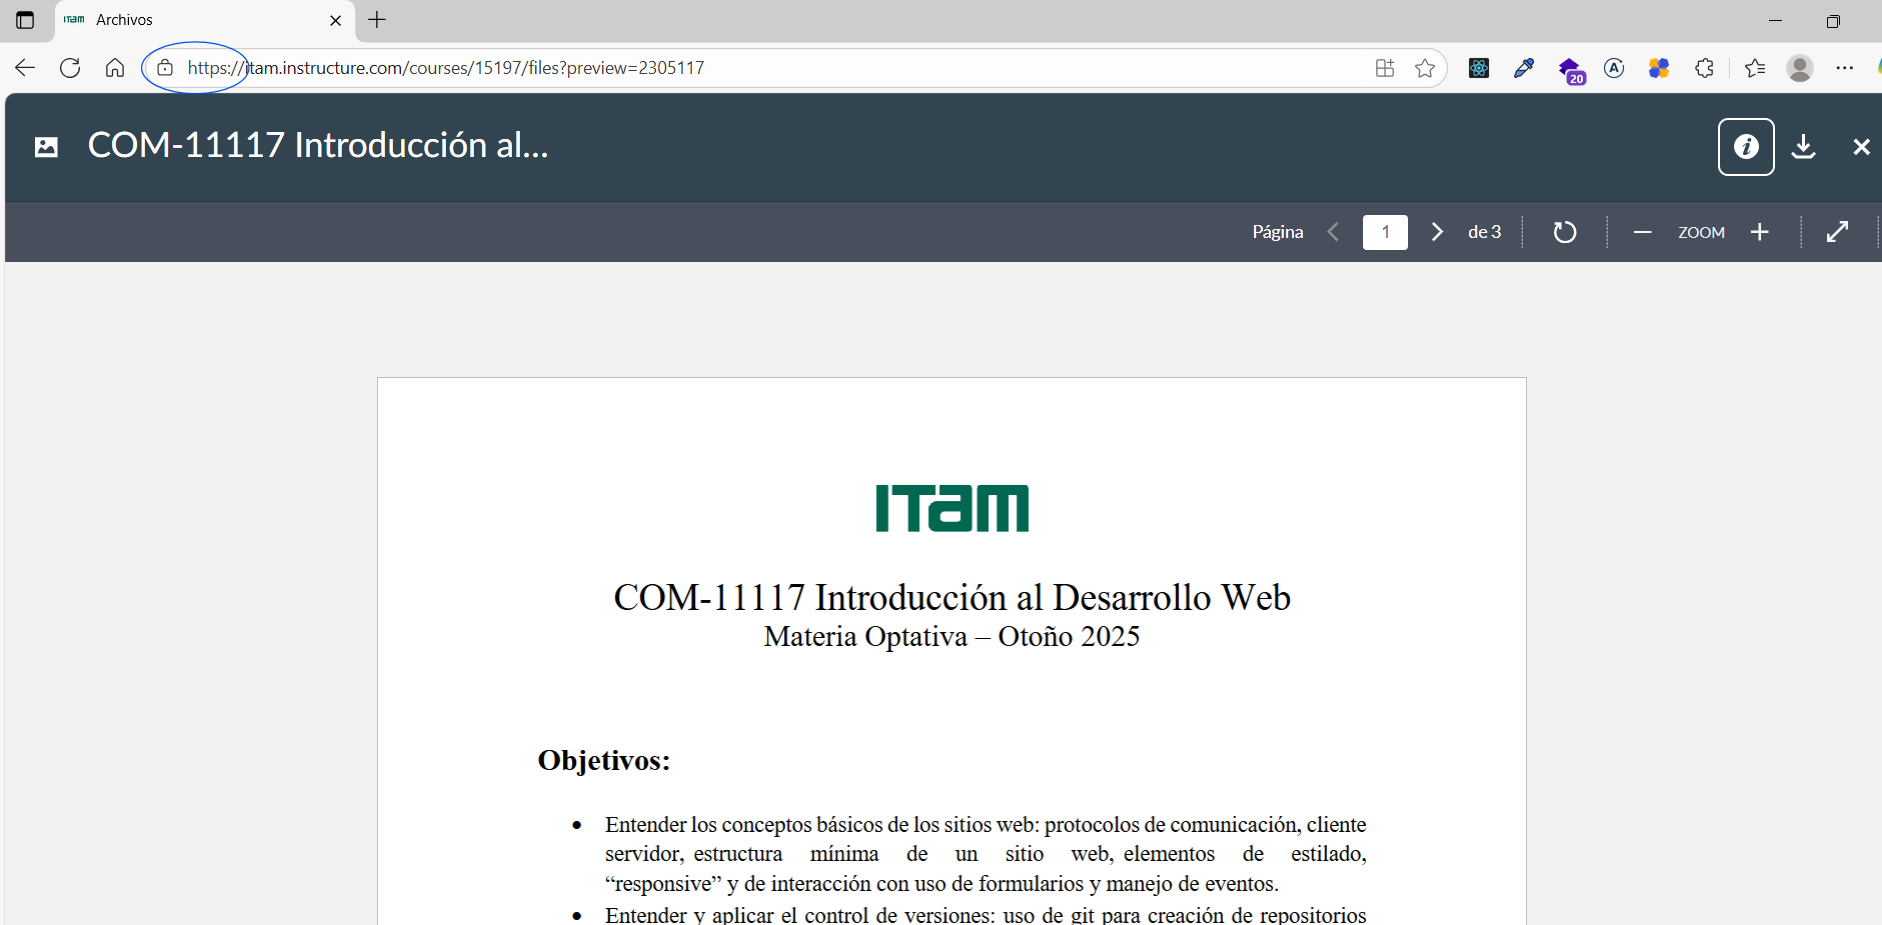 ITAM Archivos
https://itam.instructure.com/courses/15197/files?preview=2305117
20
COM-11117 Introducción al...
Página 1 de 3 ZOOM
ITAM
COM-11117 Introducción al Desarrollo Web
Materia Optativa – Otoño 2025
Objetivos:
• Entender los conceptos básicos de los sitios web: protocolos de comunicación, cliente
servidor, estructura mínima de un sitio web, elementos de estilado,
“responsive” y de interacción con uso de formularios y manejo de eventos.
• Entender y aplicar el control de versiones: uso de git para creación de repositorios